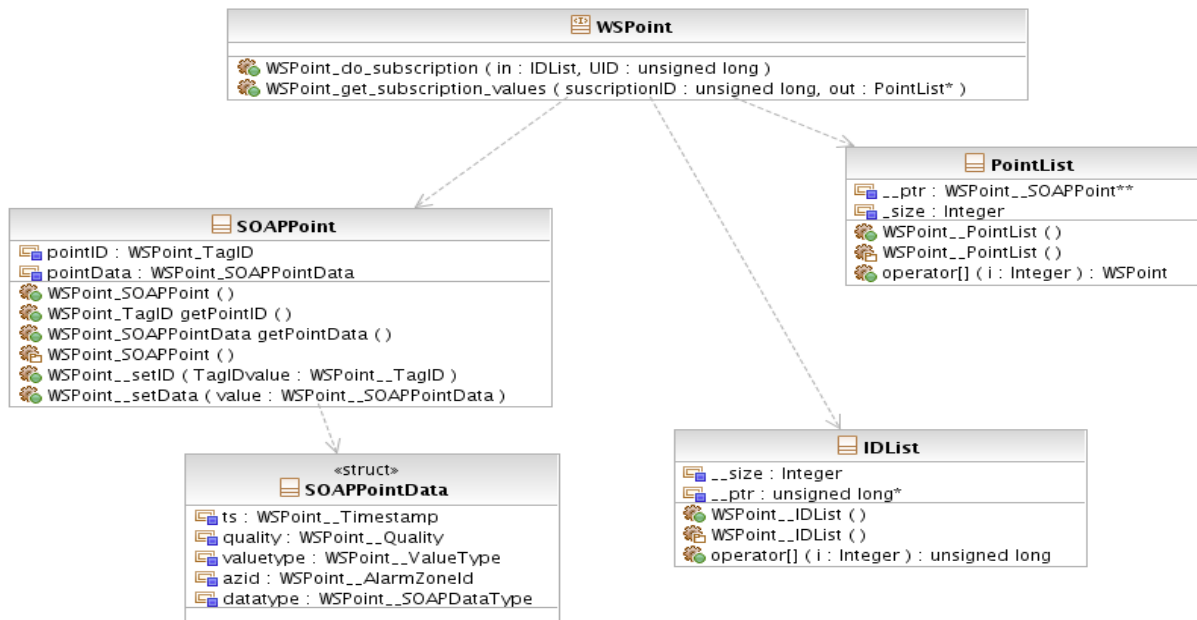 WSPoint
WSPoint_do_subscription ( in : IDList, UID : unsigned long )
WSPoint_get_subscription_values ( suscriptionID : unsigned long, out : PointList* )
PointList
__ptr : WSPoint__SOAPPoint**
_size : Integer
WSPoint__PointList ( )
WSPoint__PointList ( )
operator[] ( i : Integer ) : WSPoint
SOAPPoint
pointID : WSPoint_TagID
pointData : WSPoint_SOAPPointData
WSPoint_SOAPPoint ( )
WSPoint_TagID getPointID ( )
WSPoint_SOAPPointData getPointData ( )
WSPoint_SOAPPoint ( )
WSPoint__setID ( TagIDvalue : WSPoint__TagID )
WSPoint__setData ( value : WSPoint__SOAPPointData )
IDList
__size : Integer
__ptr : unsigned long*
WSPoint__IDList ( )
WSPoint__IDList ( )
operator[] ( i : Integer ) : unsigned long
«struct»
SOAPPointData
ts : WSPoint__Timestamp
quality : WSPoint__Quality
valuetype : WSPoint__ValueType
azid : WSPoint__AlarmZoneId
datatype : WSPoint__SOAPDataType